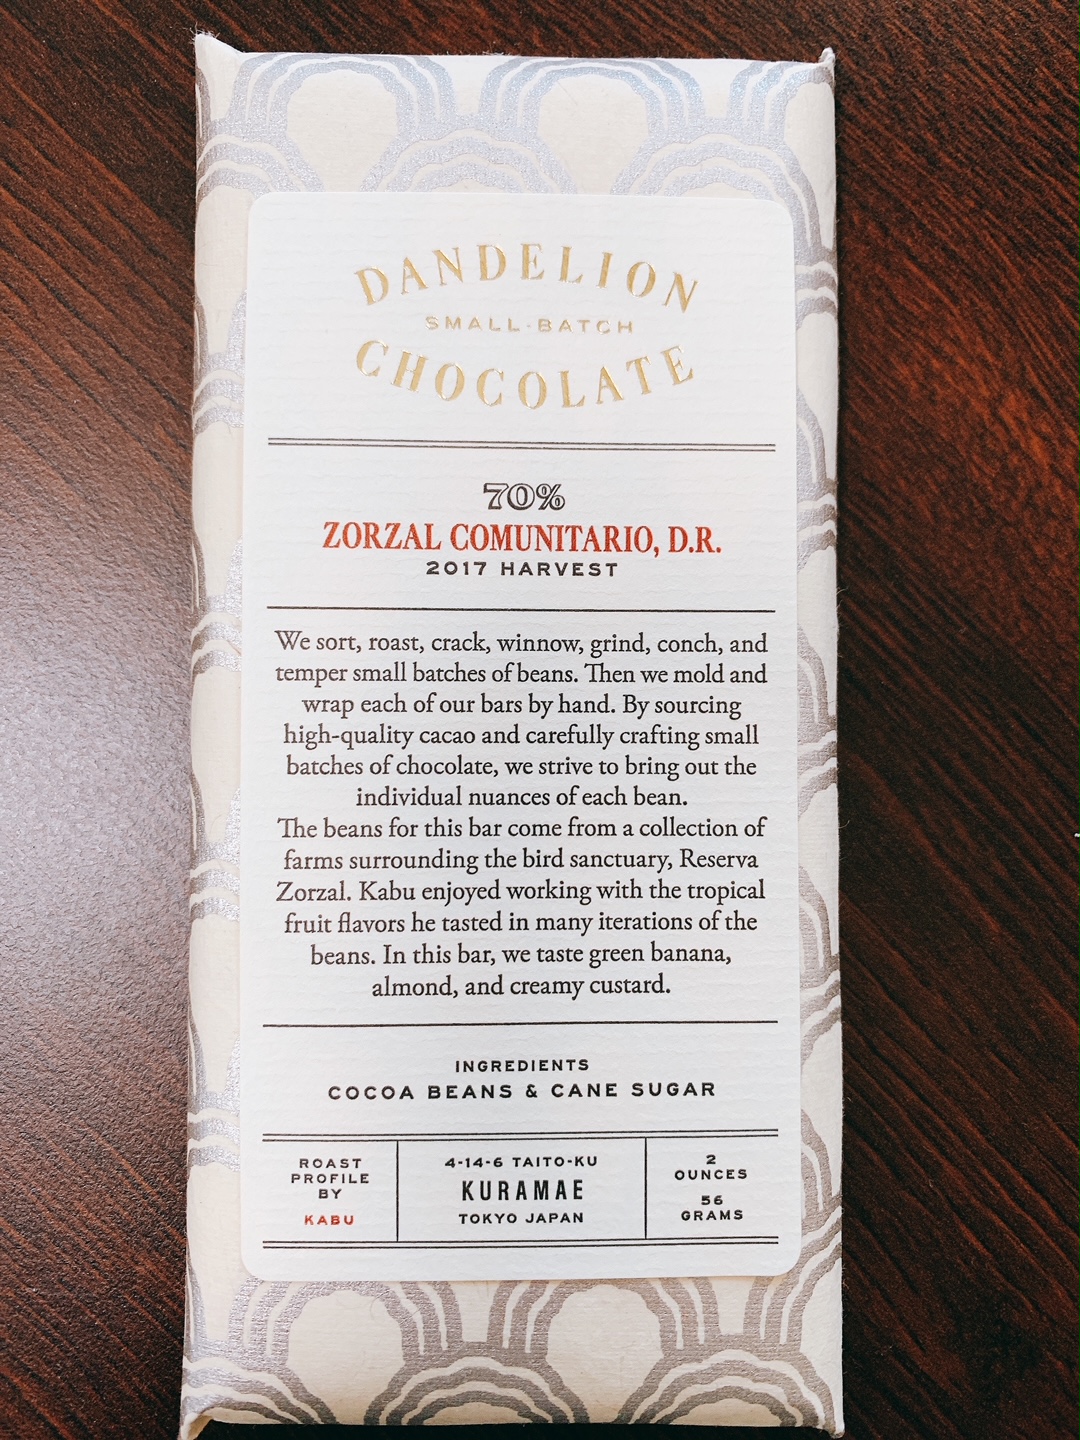 DANDELION
SMALL-BATCH
CHOCOLATE
70%
ZORZAL COMUNITARIO, D.R.
2017 HARVEST
We sort, roast, crack, winnow, grind, conch, and
temper small batches of beans. Then we mold and
wrap each of our bars by hand. By sourcing
high-quality cacao and carefully crafting small
batches of chocolate, we strive to bring out the
individual nuances of each bean.
The beans for this bar come from a collection of
farms surrounding the bird sanctuary, Reserva
Zorzal. Kabu enjoyed working with the tropical
fruit flavors he tasted in many iterations of the
beans. In this bar, we taste green banana,
almond, and creamy custard.
INGREDIENTS
COCOA BEANS & CANE SUGAR
ROAST
PROFILE
BY
KABU
4-14-6 TAITO-KU
KURAMAE
TOKYO JAPAN
2
OUNCES
56
GRAMS